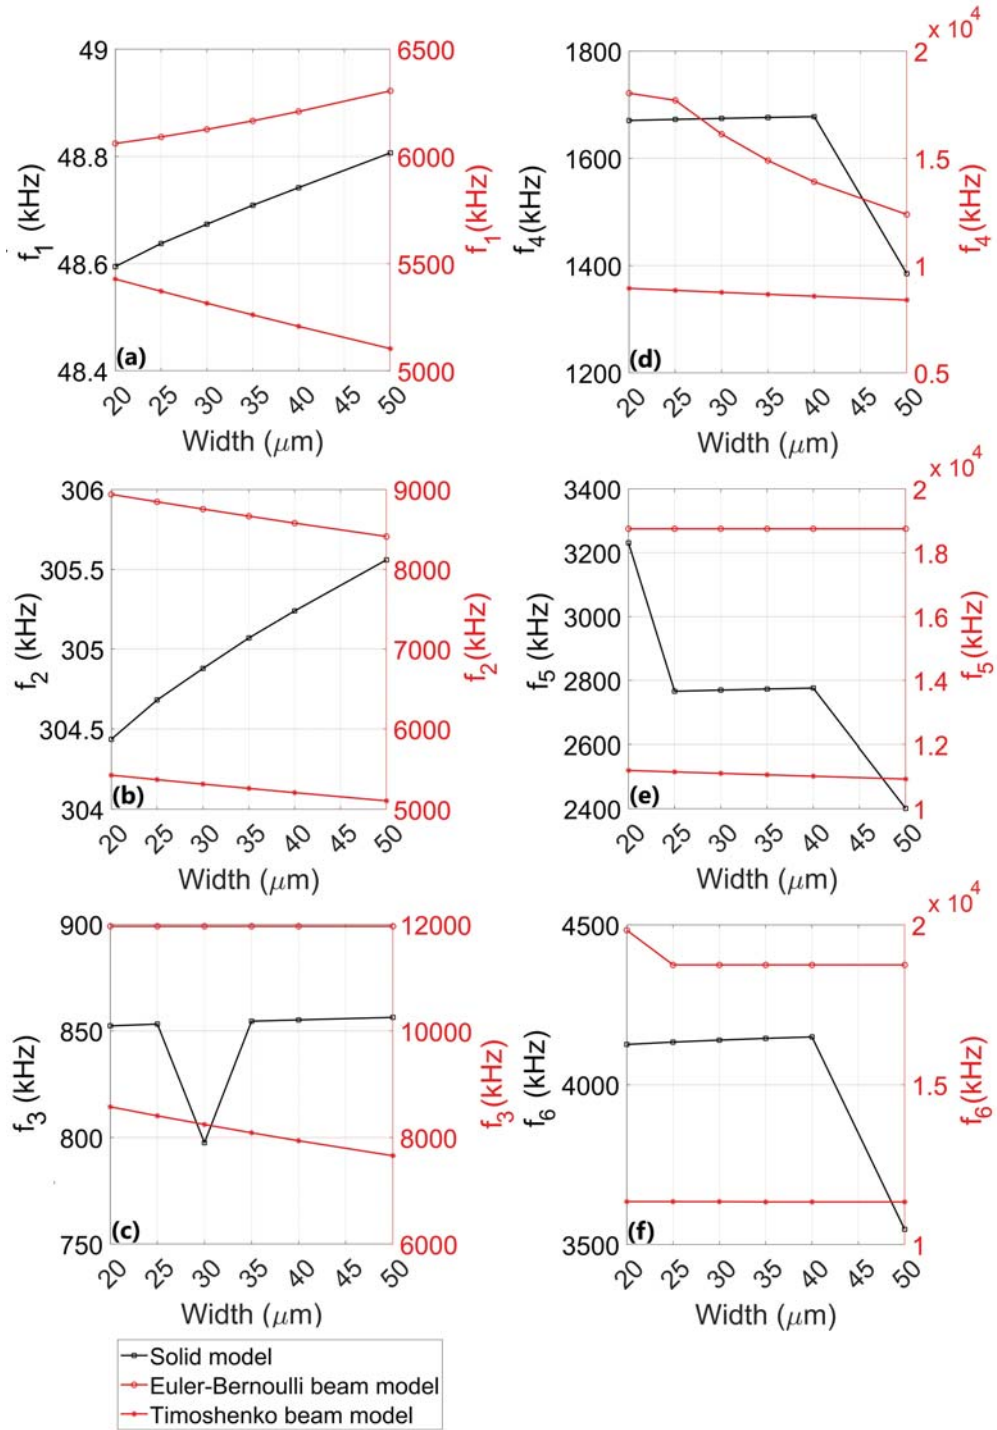 49
48.8
48.6
48.4
f1 (kHz)
6500
6000
5500
5000
f1(kHz)
(a)
20 25 30 35 40 45 50
Width (μm)
1800
1600
1400
1200
f4(kHz)
x 10^4
2
1.5
1
0.5
f4(kHz)
(d)
20 25 30 35 40 45 50
Width (μm)
306
305.5
305
304.5
304
f2 (kHz)
9000
8000
7000
6000
5000
f2(kHz)
(b)
20 25 30 35 40 45 50
Width (μm)
3400
3200
3000
2800
2600
2400
f5 (kHz)
x 10^4
2
1.8
1.6
1.4
1.2
1
f5(kHz)
(e)
20 25 30 35 40 45 50
Width (μm)
900
850
800
750
f3 (kHz)
12000
10000
8000
6000
f3(kHz)
(c)
20 25 30 35 40 45 50
Width (μm)
4500
4000
3500
f6 (kHz)
x 10^4
2
1.5
1
f6(kHz)
(f)
20 25 30 35 40 45 50
Width (μm)
Solid model
Euler-Bernoulli beam model
Timoshenko beam model